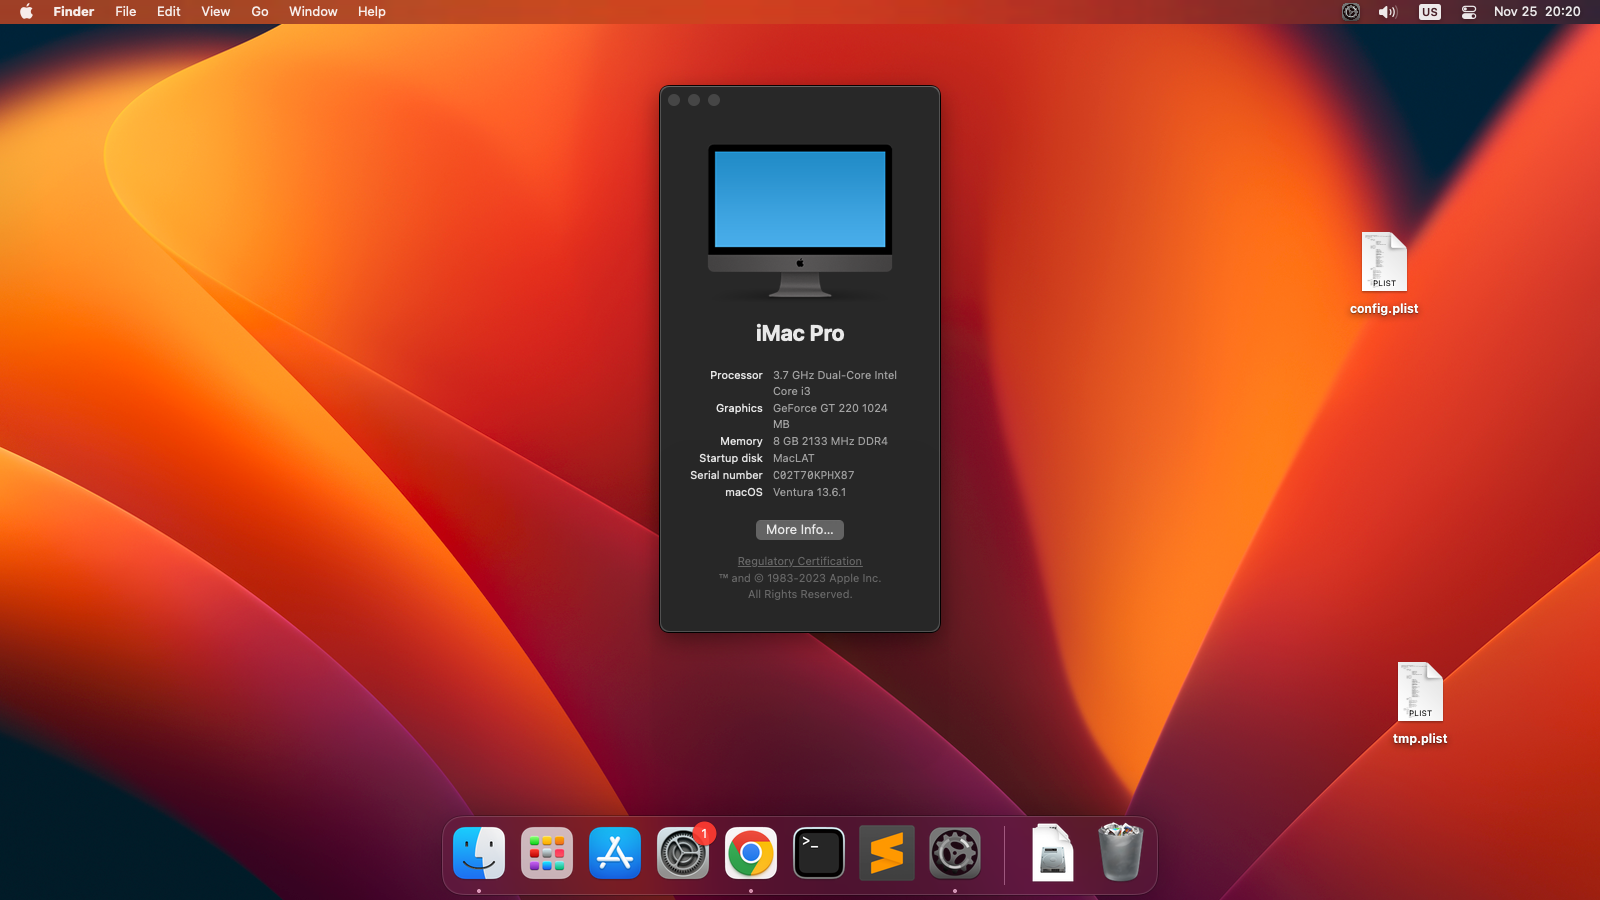 Finder File Edit View Go Window Help
US Nov 25 20:20
iMac Pro
Processor 3.7 GHz Dual-Core Intel
Core i3
Graphics GeForce GT 220 1024
MB
Memory 8 GB 2133 MHz DDR4
Startup disk MacLAT
Serial number C02T70KPHX87
macOS Ventura 13.6.1
More Info...
Regulatory Certification
™ and © 1983-2023 Apple Inc.
All Rights Reserved.
PLIST
config.plist
PLIST
tmp.plist
1
>_